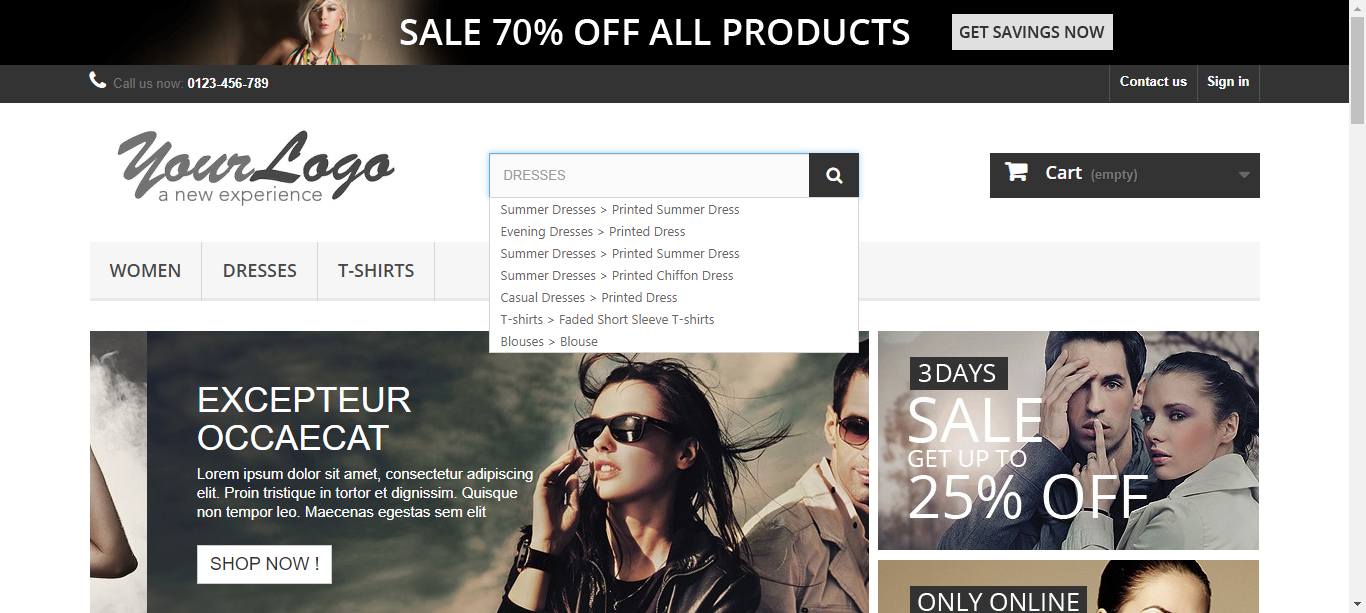 SALE 70% OFF ALL PRODUCTS
GET SAVINGS NOW
Call us now: 0123-456-789
Contact us
Sign in
YourLogo
a new experience
DRESSES
Cart (empty)
Summer Dresses > Printed Summer Dress
Evening Dresses > Printed Dress
Summer Dresses > Printed Summer Dress
Summer Dresses > Printed Chiffon Dress
Casual Dresses > Printed Dress
T-shirts > Faded Short Sleeve T-shirts
Blouses > Blouse
WOMEN
DRESSES
T-SHIRTS
EXCEPTEUR
OCCAECAT
Lorem ipsum dolor sit amet, consectetur adipiscing
elit. Proin tristique in tortor et dignissim. Quisque
non tempor leo. Maecenas egestas sem elit
SHOP NOW !
3 DAYS
SALE
GET UP TO
25% OFF
ONLY ONLINE